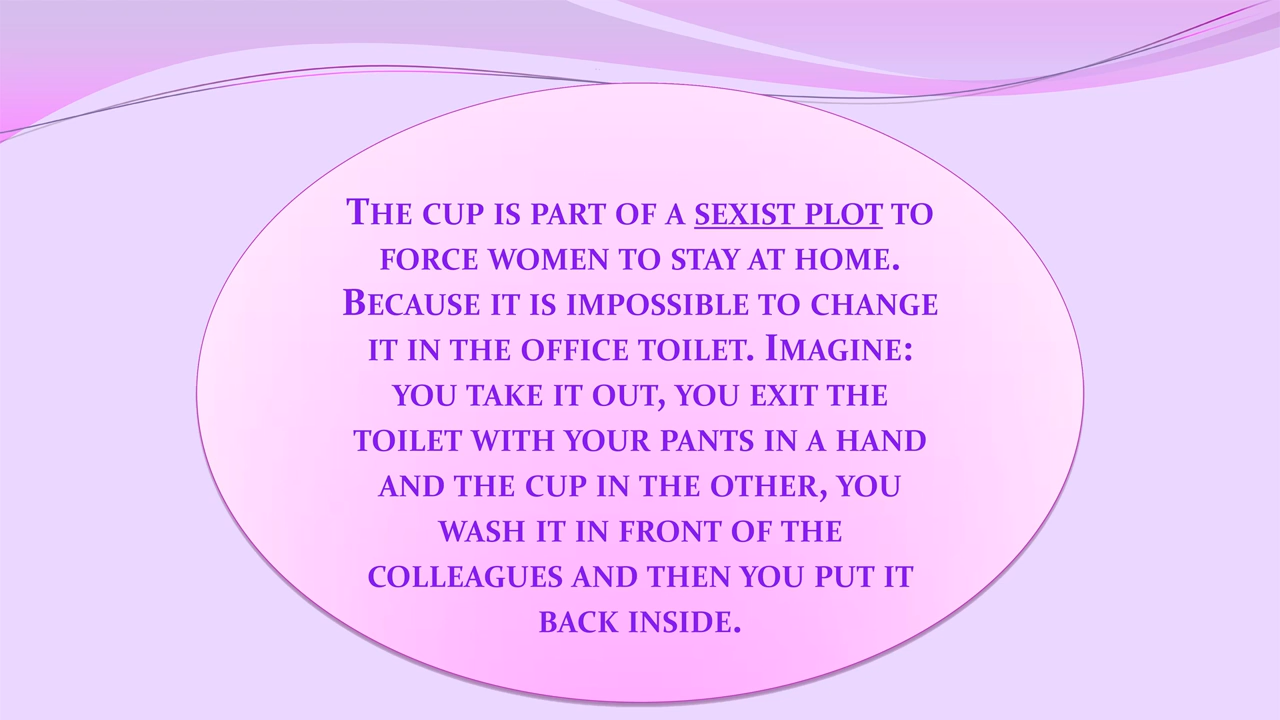 The cup is part of a sexist plot to
force women to stay at home.
Because it is impossible to change
it in the office toilet. Imagine:
you take it out, you exit the
toilet with your pants in a hand
and the cup in the other, you
wash it in front of the
colleagues and then you put it
back inside.